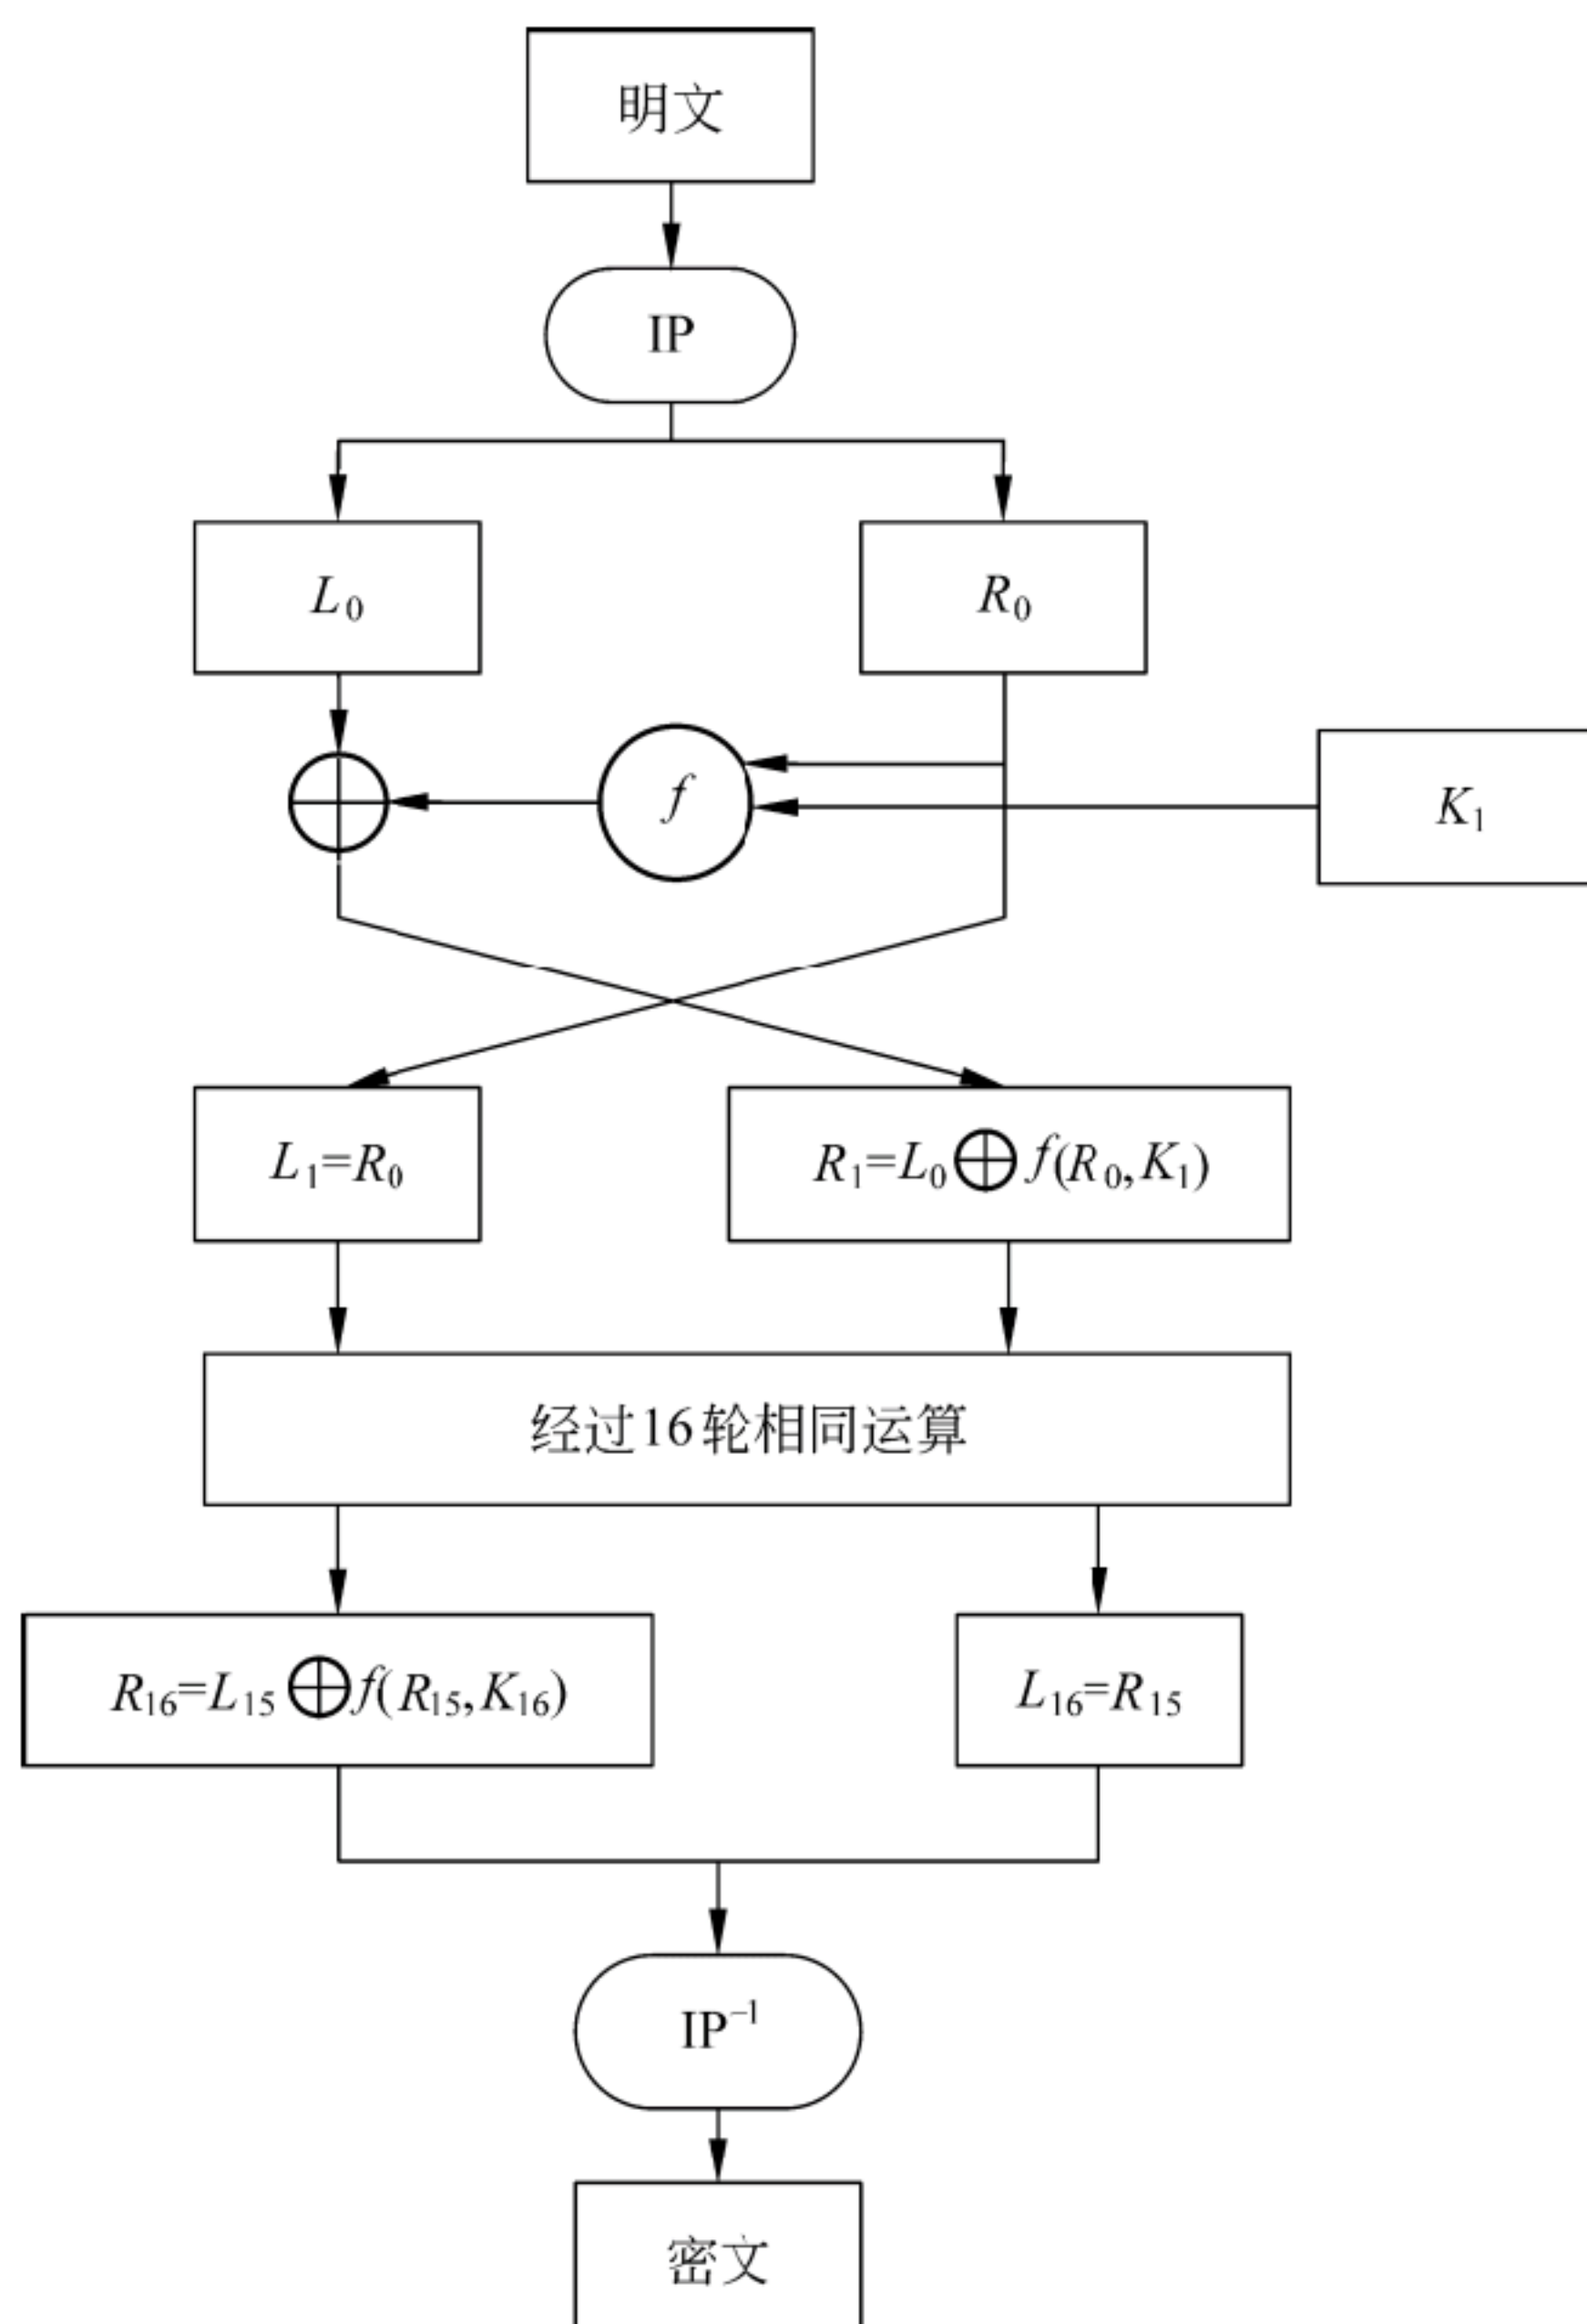 明文
IP
L₀
R₀
f
K₁
L₁=R₀
R₁=L₀⊕f(R₀,K₁)
经过16轮相同运算
R₁₆=L₁₅⊕f(R₁₅,K₁₆)
L₁₆=R₁₅
IP⁻¹
密文